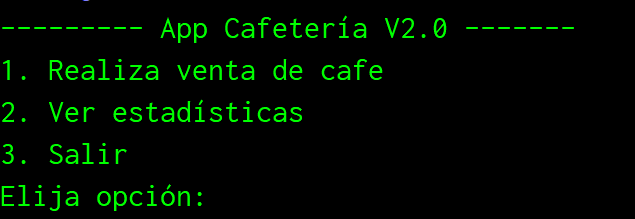 --------- App Cafetería V2.0 -------
1. Realiza venta de cafe
2. Ver estadísticas
3. Salir
Elija opción: